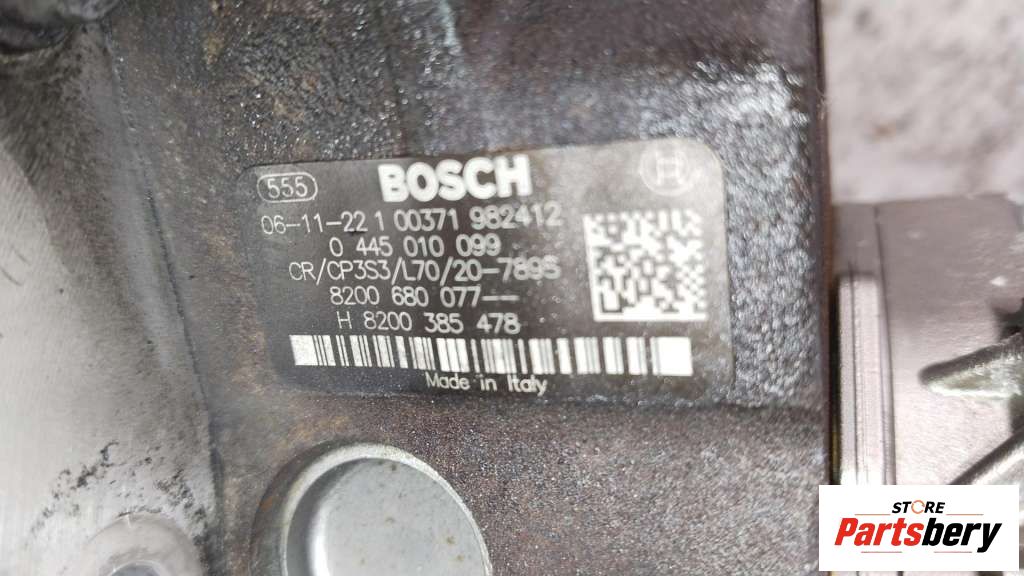 555 BOSCH H
06-11-22 1 00371 982412
0 445 010 099
CR/CP3S3/L70/20-789S
8200 680 077---
H 8200 385 478
Made in Italy
STORE
Partsbery